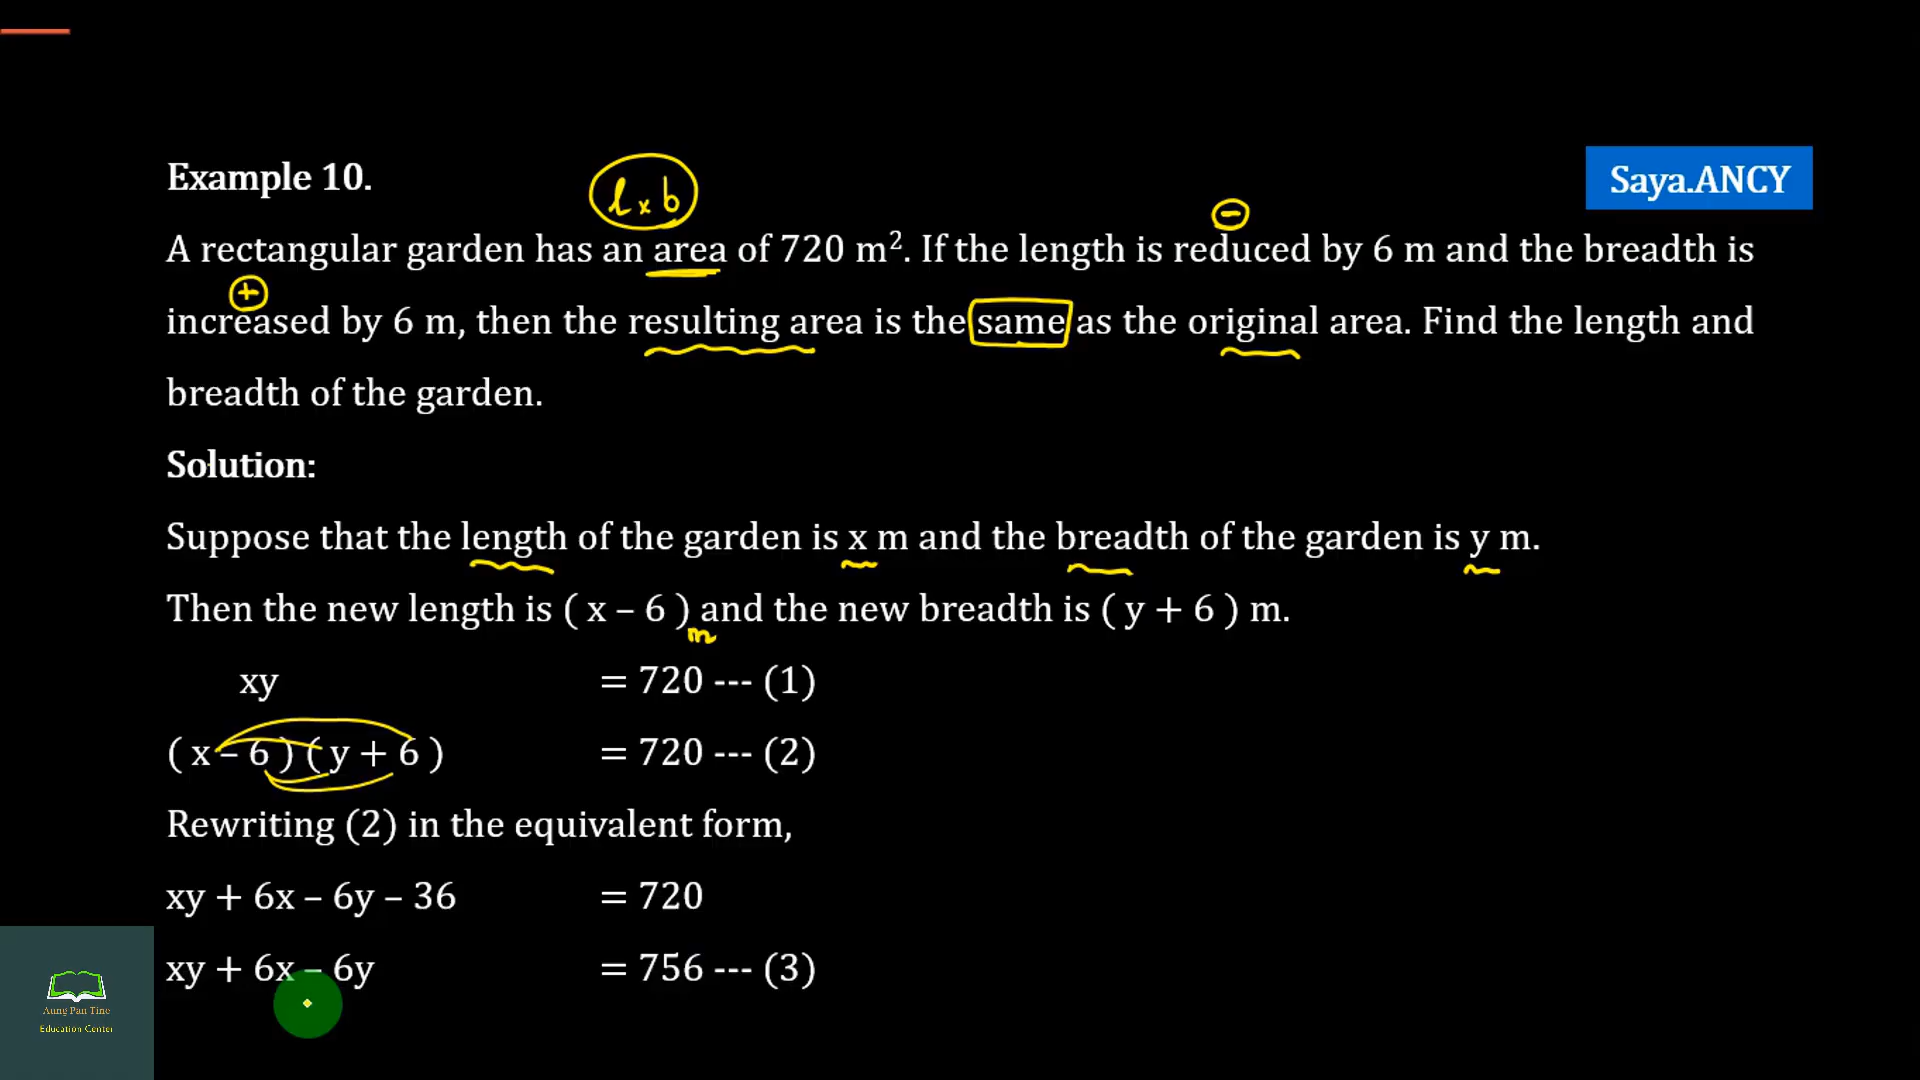 Example 10.
l x b
Saya.ANCY
−
A rectangular garden has an area of 720 m². If the length is reduced by 6 m and the breadth is
+
increased by 6 m, then the resulting area is the same as the original area. Find the length and
breadth of the garden.
Solution:
Suppose that the length of the garden is x m and the breadth of the garden is y m.
Then the new length is ( x – 6 ) and the new breadth is ( y + 6 ) m.
m
xy = 720 --- (1)
( x – 6 ) ( y + 6 ) = 720 --- (2)
Rewriting (2) in the equivalent form,
xy + 6x – 6y – 36 = 720
xy + 6x – 6y = 756 --- (3)
Aung Pan Tine
Education Center